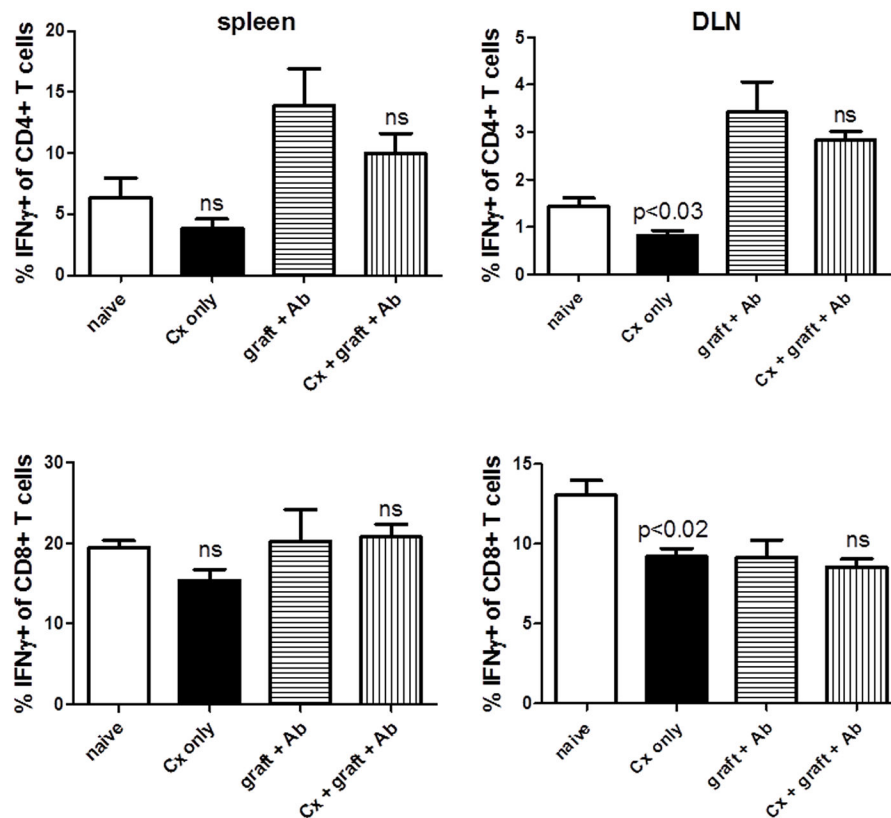 spleen
% IFNγ+ of CD4+ T cells
20
15
10
5
0
ns
ns
naive
Cx only
graft + Ab
Cx + graft + Ab
DLN
% IFNγ+ of CD4+ T cells
5
4
3
2
1
0
p<0.03
ns
naive
Cx only
graft + Ab
Cx + graft + Ab
% IFNγ+ of CD8+ T cells
30
20
10
0
ns
ns
naive
Cx only
graft + Ab
Cx + graft + Ab
% IFNγ+ of CD8+ T cells
15
10
5
0
p<0.02
ns
naive
Cx only
graft + Ab
Cx + graft + Ab